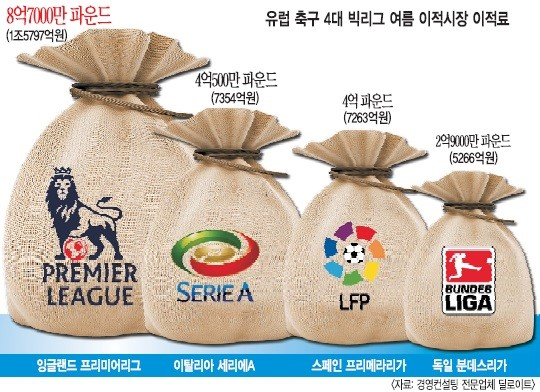 유럽 축구 4대 빅리그 여름 이적시장 이적료
8억7000만 파운드
(1조5797억원)
4억500만 파운드
(7354억원)
4억 파운드
(7263억원)
2억9000만 파운드
(5266억원)
PREMIER
LEAGUE
SERIE A
LFP
BUNDES
LIGA
잉글랜드 프리미어리그
이탈리아 세리에A
스페인 프리메라리가
독일 분데스리가
〈자료: 경영컨설팅 전문업체 딜로이트〉